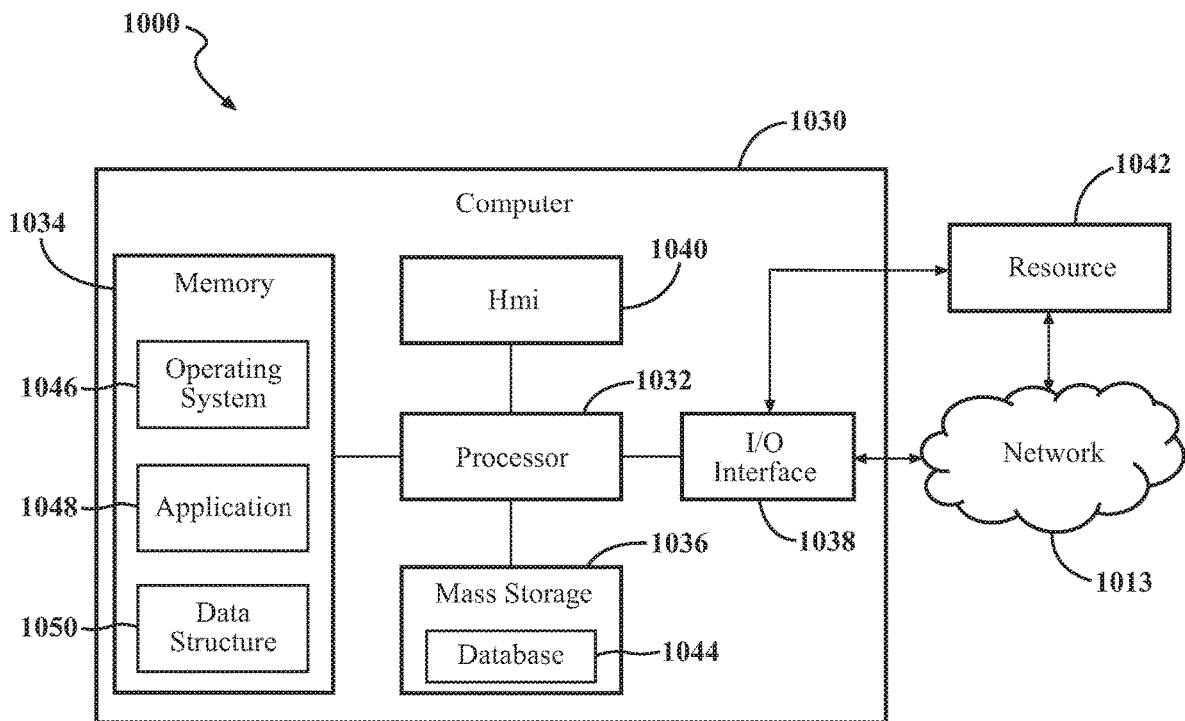 1000
1030
Computer
1042
Resource
1034
Memory
1040
Hmi
1046
Operating
System
1032
Processor
I/O
Interface
Network
1048
Application
1036
1038
1013
Mass Storage
1050
Data
Structure
Database
1044